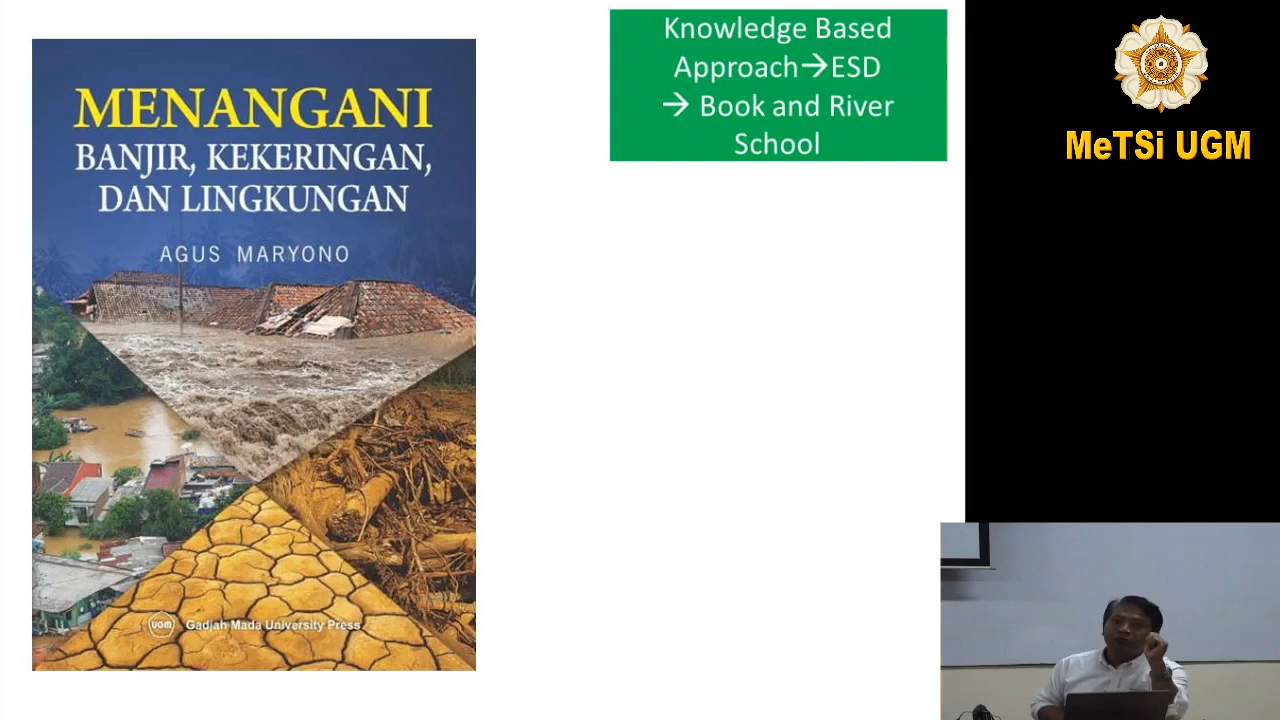 MENANGANI
BANJIR, KEKERINGAN,
DAN LINGKUNGAN
AGUS MARYONO
UGM
Gadjah Mada University Press
Knowledge Based
Approach→ESD
→ Book and River
School
MeTSi UGM